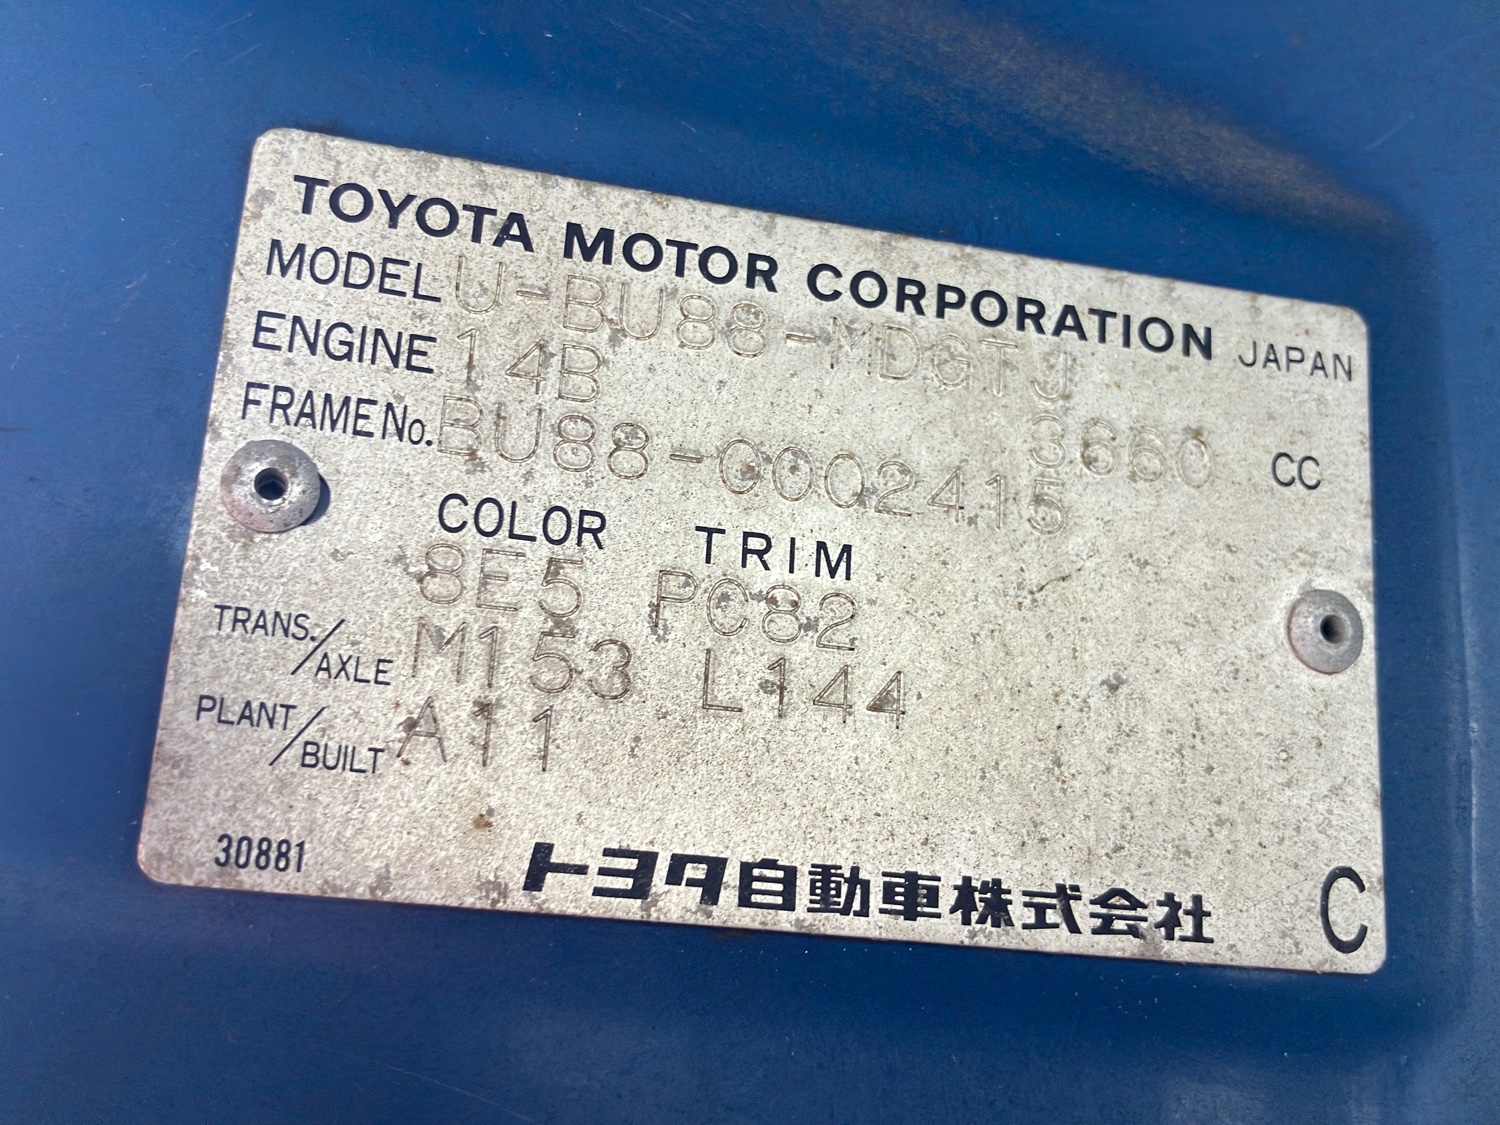 TOYOTA MOTOR CORPORATION JAPAN
MODEL U-BU88-MDGTJ
ENGINE 14B 3660 CC
FRAME No. BU88-0002415
COLOR TRIM
8E5 PC82
TRANS./AXLE M153 L144
PLANT/BUILT A11
30881 トヨタ自動車株式会社 C